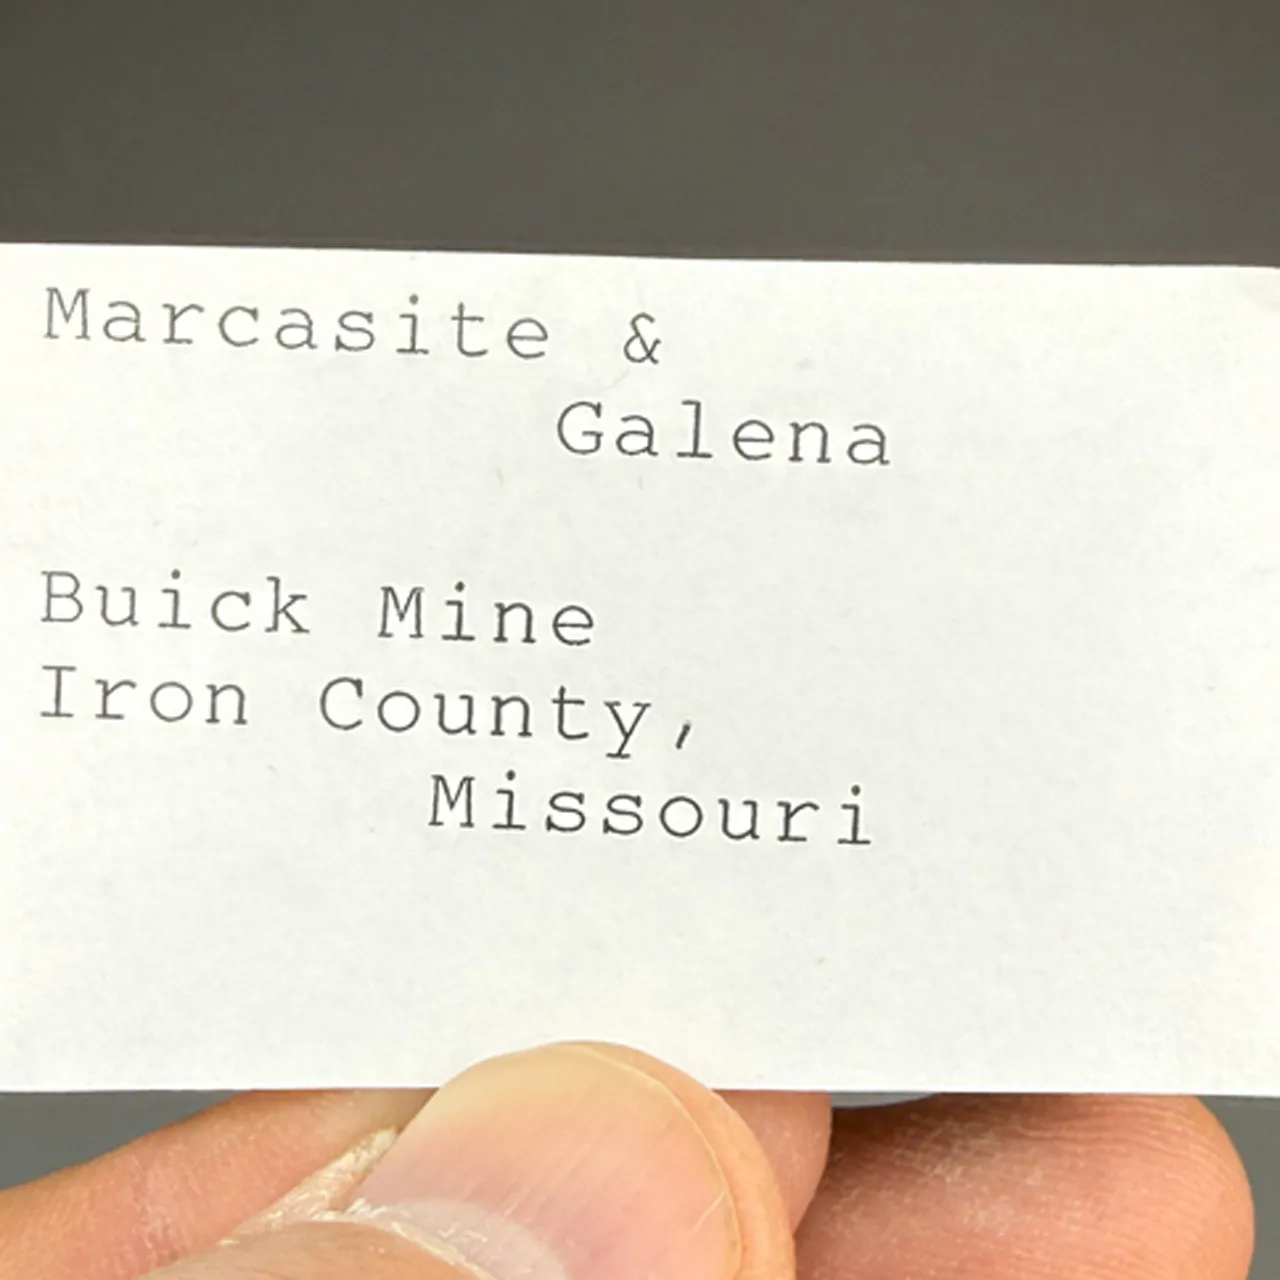 Marcasite &
Galena
Buick Mine
Iron County,
Missouri